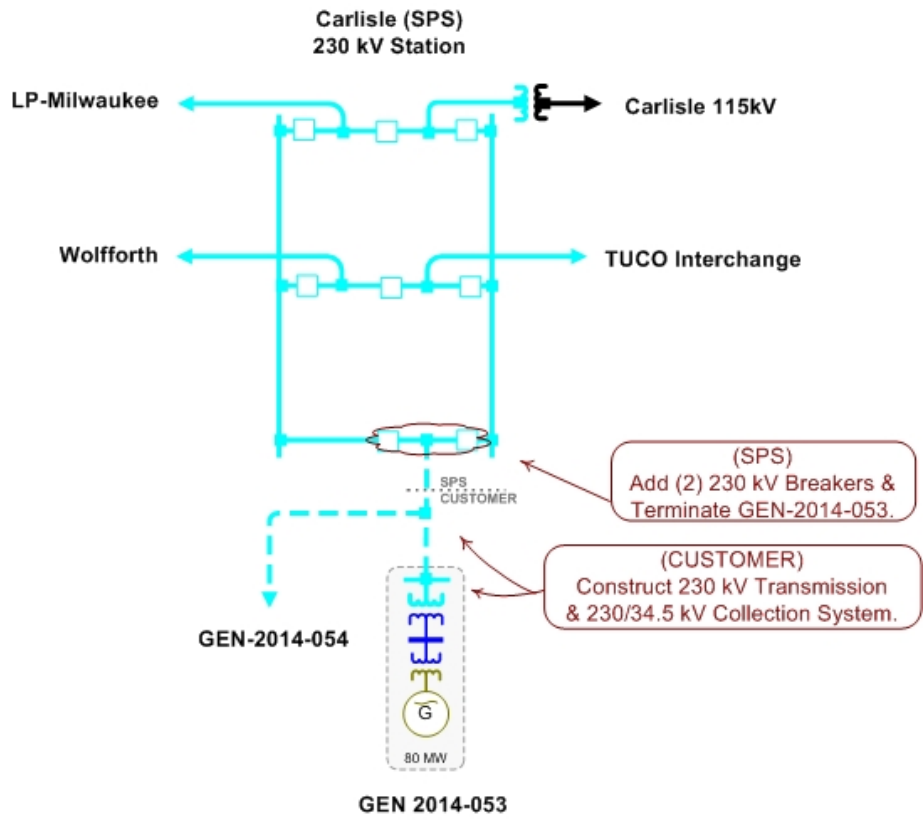 Carlisle (SPS)
230 kV Station
LP-Milwaukee
Carlisle 115kV
Wolfforth
TUCO Interchange
(SPS)
Add (2) 230 kV Breakers &
Terminate GEN-2014-053.
SPS
CUSTOMER
(CUSTOMER)
Construct 230 kV Transmission
& 230/34.5 kV Collection System.
GEN-2014-054
G
80 MW
GEN 2014-053